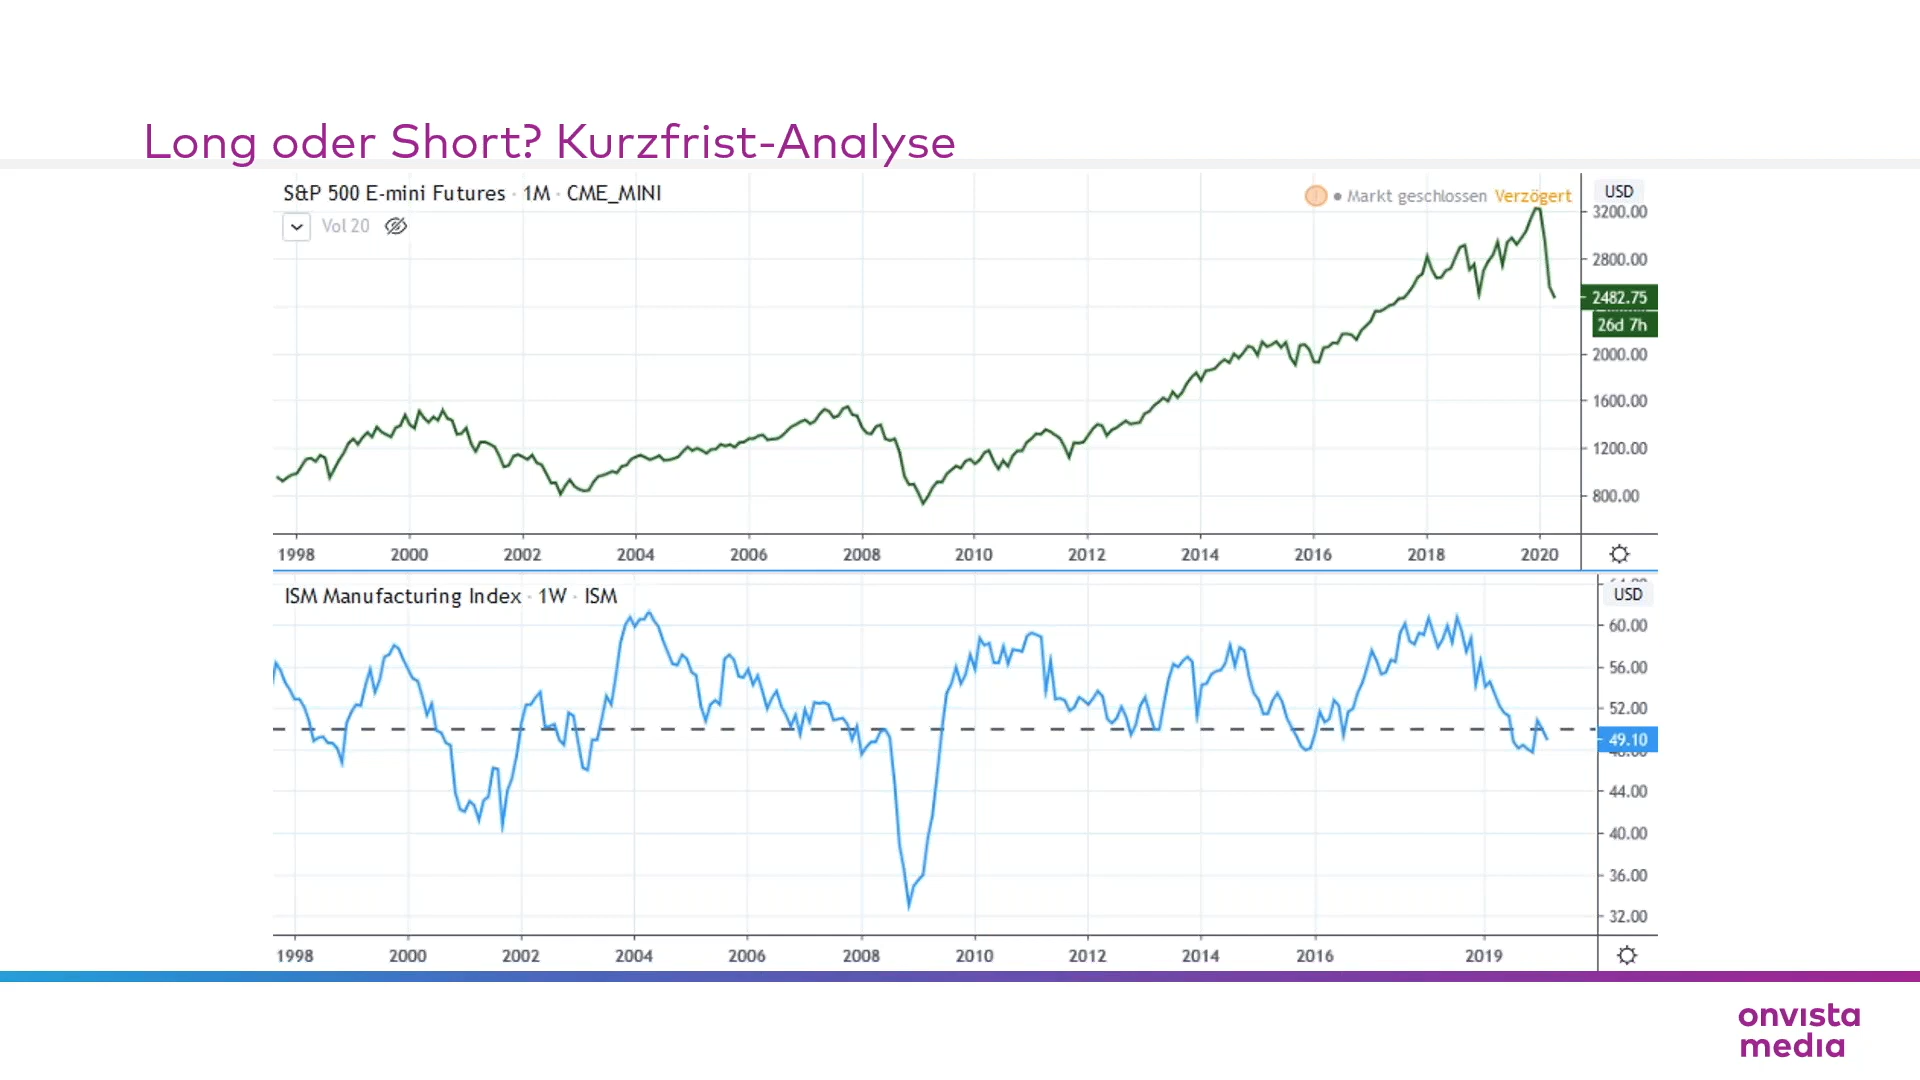 Long oder Short? Kurzfrist-Analyse
S&P 500 E-mini Futures · 1M · CME_MINI
Markt geschlossen Verzögert
USD
Vol 20
3200.00
2800.00
2482.75
26d 7h
2000.00
1600.00
1200.00
800.00
1998 2000 2002 2004 2006 2008 2010 2012 2014 2016 2018 2020
ISM Manufacturing Index · 1W · ISM
USD
60.00
56.00
52.00
49.10
44.00
40.00
36.00
32.00
1998 2000 2002 2004 2006 2008 2010 2012 2014 2016 2019
onvista
media